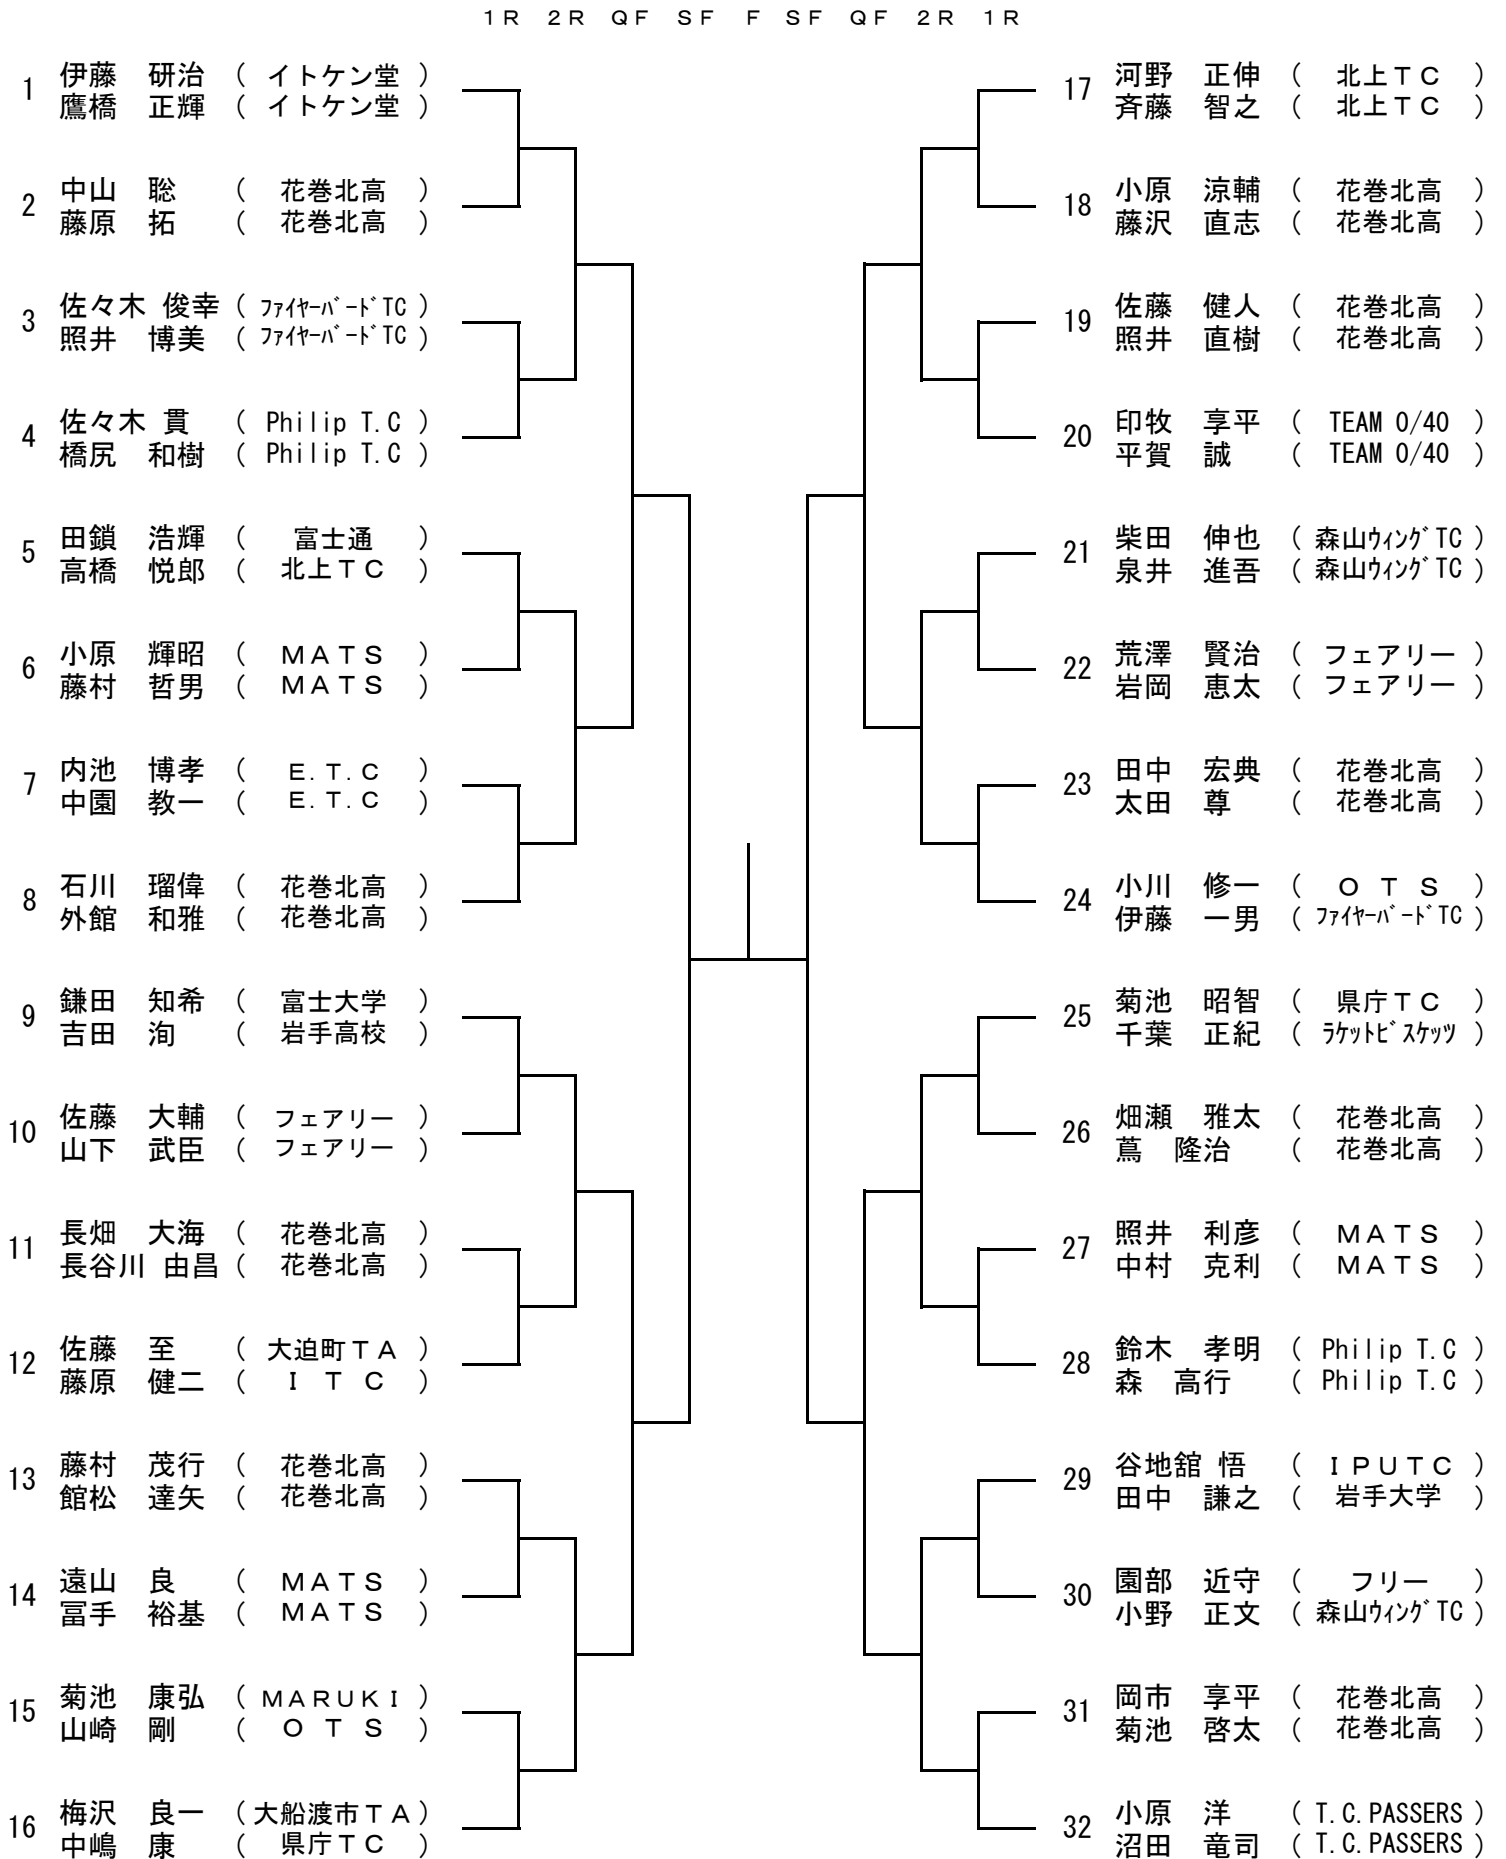 １Ｒ ２Ｒ ＱＦ ＳＦ Ｆ ＳＦ ＱＦ ２Ｒ １Ｒ
1 伊藤 研治 ( イトケン堂 )
鷹橋 正輝 ( イトケン堂 )
2 中山 聡 ( 花巻北高 )
藤原 拓 ( 花巻北高 )
3 佐々木 俊幸 ( ﾌｧｲﾔｰﾊﾞｰﾄﾞTC )
照井 博美 ( ﾌｧｲﾔｰﾊﾞｰﾄﾞTC )
4 佐々木 貫 ( Philip T.C )
橋尻 和樹 ( Philip T.C )
5 田鎖 浩輝 ( 富士通 )
高橋 悦郎 ( 北上ＴＣ )
6 小原 輝昭 ( ＭＡＴＳ )
藤村 哲男 ( ＭＡＴＳ )
7 内池 博孝 ( Ｅ.Ｔ.Ｃ )
中園 教一 ( Ｅ.Ｔ.Ｃ )
8 石川 瑠偉 ( 花巻北高 )
外館 和雅 ( 花巻北高 )
9 鎌田 知希 ( 富士大学 )
吉田 洵 ( 岩手高校 )
10 佐藤 大輔 ( フェアリー )
山下 武臣 ( フェアリー )
11 長畑 大海 ( 花巻北高 )
長谷川 由昌 ( 花巻北高 )
12 佐藤 至 ( 大迫町ＴＡ )
藤原 健二 ( Ｉ Ｔ Ｃ )
13 藤村 茂行 ( 花巻北高 )
館松 達矢 ( 花巻北高 )
14 遠山 良 ( ＭＡＴＳ )
冨手 裕基 ( ＭＡＴＳ )
15 菊池 康弘 ( ＭＡＲＵＫＩ )
山崎 剛 ( Ｏ Ｔ Ｓ )
16 梅沢 良一 ( 大船渡市ＴＡ )
中嶋 康 ( 県庁ＴＣ )
17 河野 正伸 ( 北上ＴＣ )
斉藤 智之 ( 北上ＴＣ )
18 小原 涼輔 ( 花巻北高 )
藤沢 直志 ( 花巻北高 )
19 佐藤 健人 ( 花巻北高 )
照井 直樹 ( 花巻北高 )
20 印牧 享平 ( TEAM 0/40 )
平賀 誠 ( TEAM 0/40 )
21 柴田 伸也 ( 森山ｳｨﾝｸﾞTC )
泉井 進吾 ( 森山ｳｨﾝｸﾞTC )
22 荒澤 賢治 ( フェアリー )
岩岡 恵太 ( フェアリー )
23 田中 宏典 ( 花巻北高 )
太田 尊 ( 花巻北高 )
24 小川 修一 ( Ｏ Ｔ Ｓ )
伊藤 一男 ( ﾌｧｲﾔｰﾊﾞｰﾄﾞTC )
25 菊池 昭智 ( 県庁ＴＣ )
千葉 正紀 ( ﾗｹｯﾄﾋﾞｽｹｯﾂ )
26 畑瀬 雅太 ( 花巻北高 )
蔦 隆治 ( 花巻北高 )
27 照井 利彦 ( ＭＡＴＳ )
中村 克利 ( ＭＡＴＳ )
28 鈴木 孝明 ( Philip T.C )
森 高行 ( Philip T.C )
29 谷地舘 悟 ( ＩＰＵＴＣ )
田中 謙之 ( 岩手大学 )
30 園部 近守 ( フリー )
小野 正文 ( 森山ｳｨﾝｸﾞTC )
31 岡市 享平 ( 花巻北高 )
菊池 啓太 ( 花巻北高 )
32 小原 洋 ( T.C.PASSERS )
沼田 竜司 ( T.C.PASSERS )